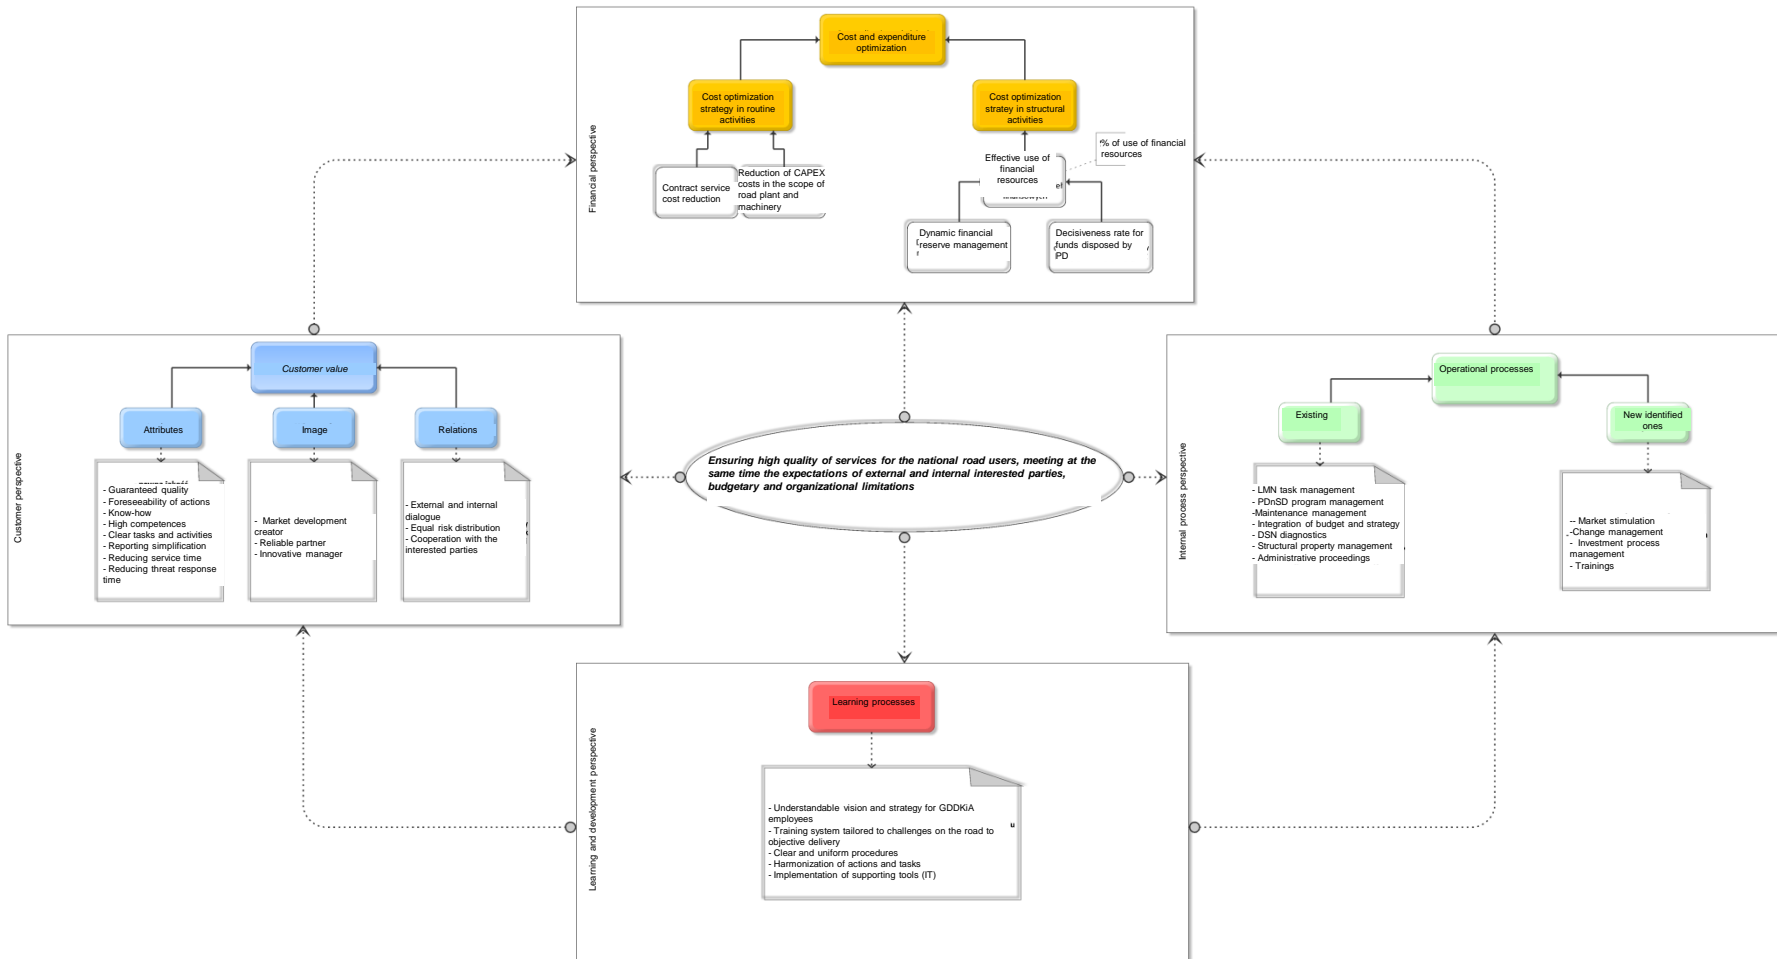 Cost and expenditure
optimization
Cost optimization
strategy in routine
activities
Cost optimization
stratey in structural
activities
Contract service
cost reduction
Reduction of CAPEX
costs in the scope of
road plant and
machinery
Effective use of
financial
resources
% of use of financial
resources
Dynamic financial
reserve management
Decisiveness rate for
funds disposed by
PD
Financial perspective
Customer perspective
Customer value
Attributes
Image
Relations
- Guaranteed quality
- Foreseeability of actions
- Know-how
- High competences
- Clear tasks and activities
- Reporting simplification
- Reducing service time
- Reducing threat response
time
- Market development
creator
- Reliable partner
- Innovative manager
- External and internal
dialogue
- Equal risk distribution
- Cooperation with the
interested parties
Ensuring high quality of services for the national road users, meeting at the
same time the expectations of external and internal interested parties,
budgetary and organizational limitations
Internal process perspective
Operational processes
Existing
New identified
ones
- LMN task management
- PDnSD program management
-Maintenance management
- Integration of budget and strategy
- DSN diagnostics
- Structural property management
- Administrative proceedings
-- Market stimulation
-Change management
- Investment process
management
- Trainings
Learning and development perspective
Learning processes
- Understandable vision and strategy for GDDKiA
employees
- Training system tailored to challenges on the road to
objective delivery
- Clear and uniform procedures
- Harmonization of actions and tasks
- Implementation of supporting tools (IT)